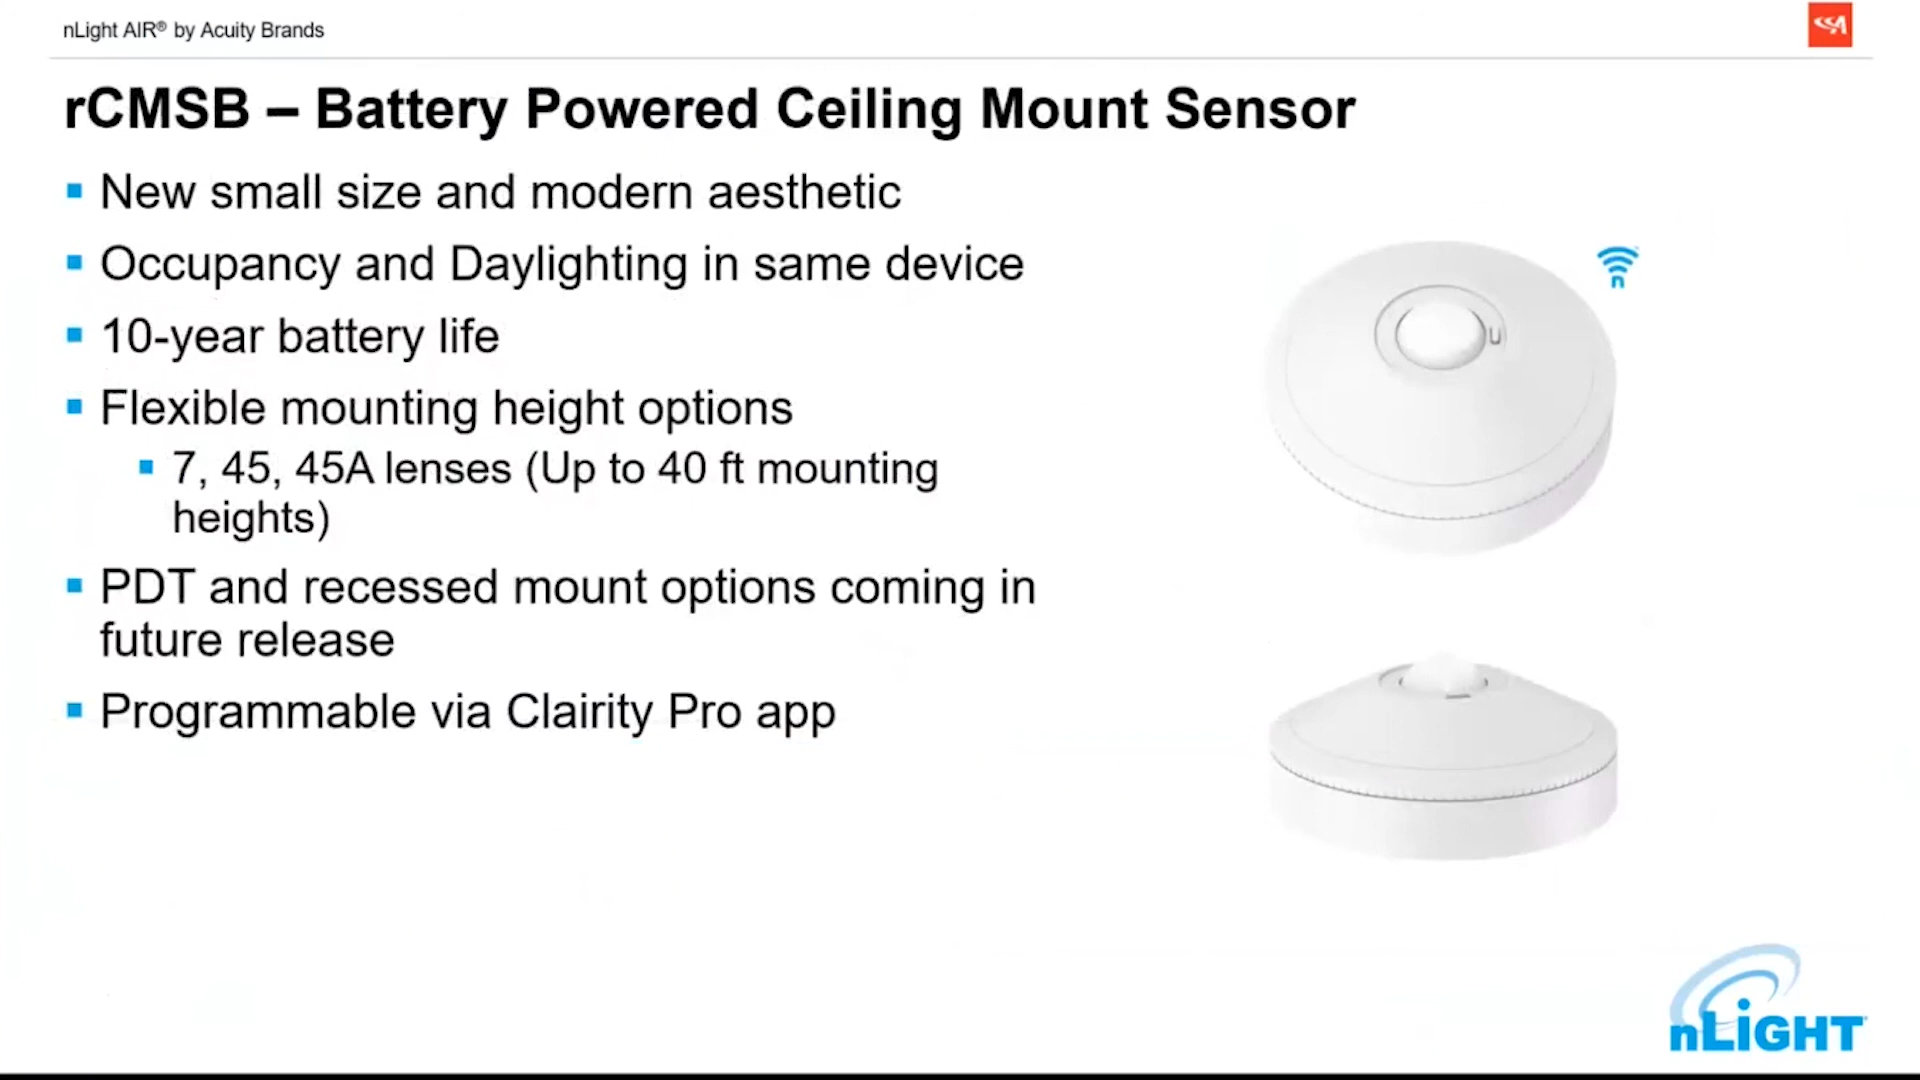 nLight AIR® by Acuity Brands
rCMSB – Battery Powered Ceiling Mount Sensor
New small size and modern aesthetic
Occupancy and Daylighting in same device
10-year battery life
Flexible mounting height options
7, 45, 45A lenses (Up to 40 ft mounting
heights)
PDT and recessed mount options coming in
future release
Programmable via Clairity Pro app
n
nLIGHT